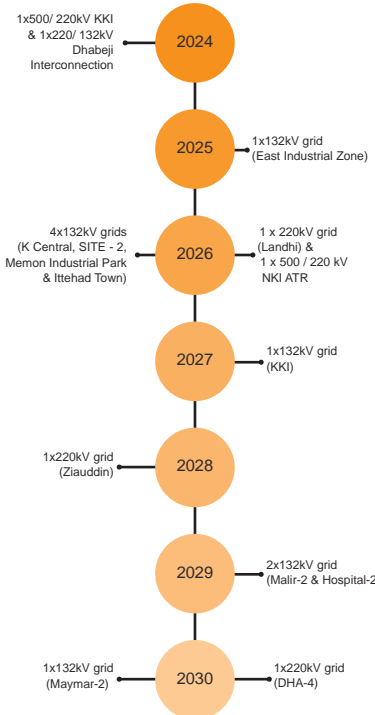 1x500/ 220kV KKI
& 1x220/ 132kV
Dhabeji
Interconnection
2024
2025
1x132kV grid
(East Industrial Zone)
4x132kV grids
(K Central, SITE - 2,
Memon Industrial Park
& Ittehad Town)
2026
1 x 220kV grid
(Landhi) &
1 x 500 / 220 kV
NKI ATR
2027
1x132kV grid
(KKI)
1x220kV grid
(Ziauddin)
2028
2029
2x132kV grid
(Malir-2 & Hospital-2
1x132kV grid
(Maymar-2)
2030
1x220kV grid
(DHA-4)